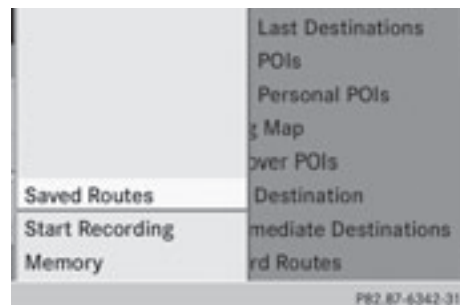 Last Destinations
POIs
Personal POIs
g Map
over POIs
Saved Routes Destination
Start Recording mediate Destinations
Memory rd Routes
P82.87-6342-31